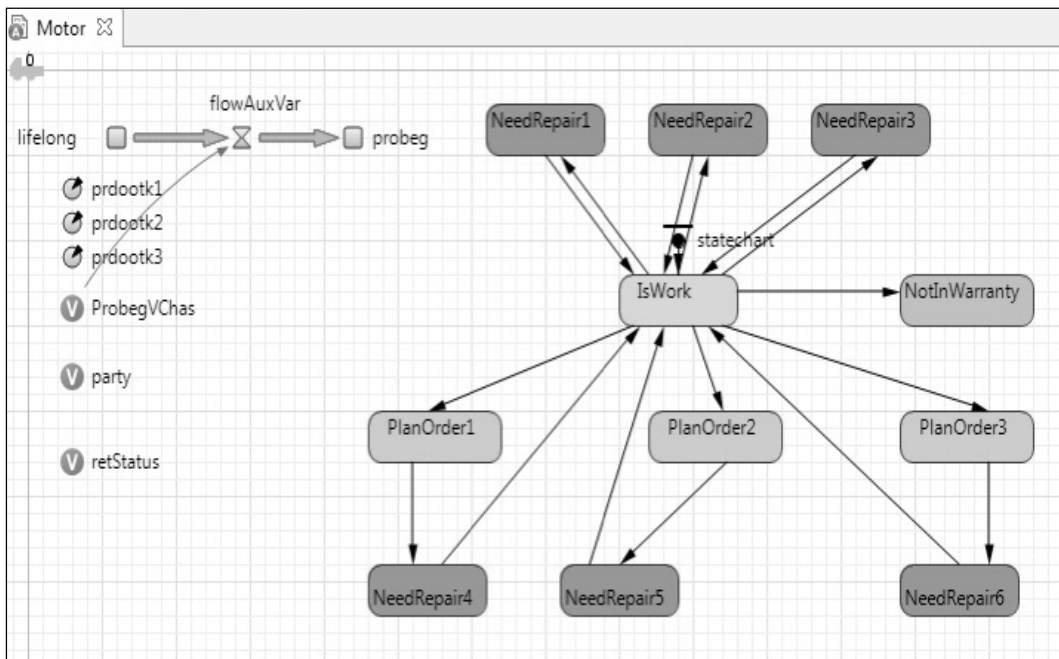 Motor
0
flowAuxVar
lifelong
probeg
prdootk1
prdootk2
prdootk3
ProbegVChas
party
retStatus
NeedRepair1
NeedRepair2
NeedRepair3
statechart
IsWork
NotInWarranty
PlanOrder1
PlanOrder2
PlanOrder3
NeedRepair4
NeedRepair5
NeedRepair6